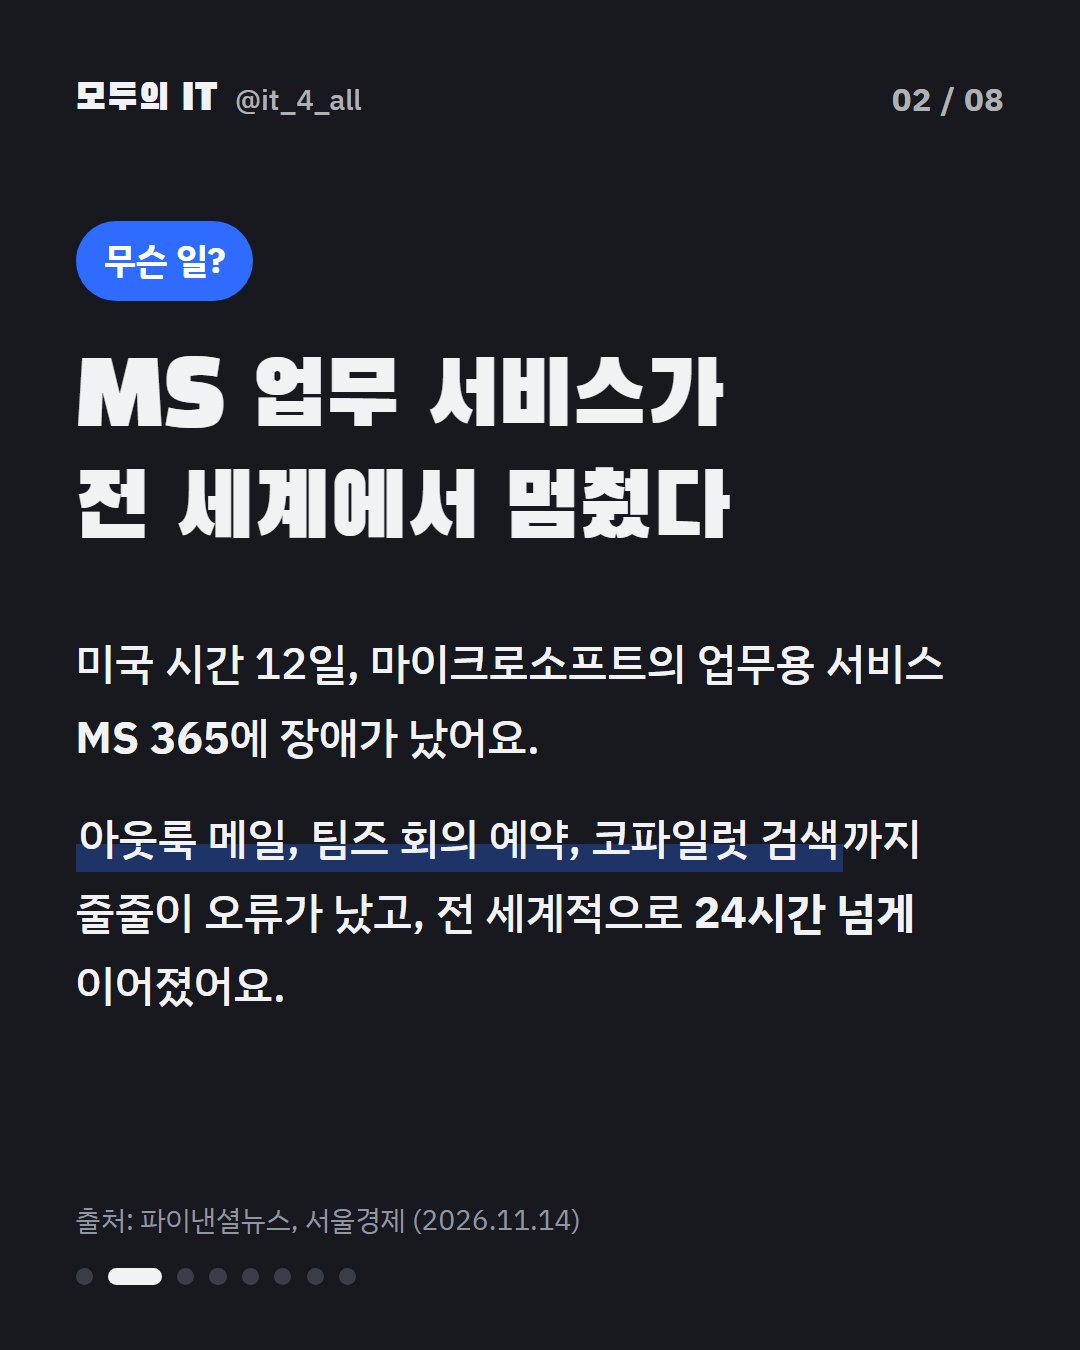 모두의 IT @it_4_all
02 / 08
무슨 일?
MS 업무 서비스가
전 세계에서 멈췄다
미국 시간 12일, 마이크로소프트의 업무용 서비스
MS 365에 장애가 났어요.
아웃룩 메일, 팀즈 회의 예약, 코파일럿 검색까지
줄줄이 오류가 났고, 전 세계적으로 24시간 넘게
이어졌어요.
출처: 파이낸셜뉴스, 서울경제 (2026.11.14)